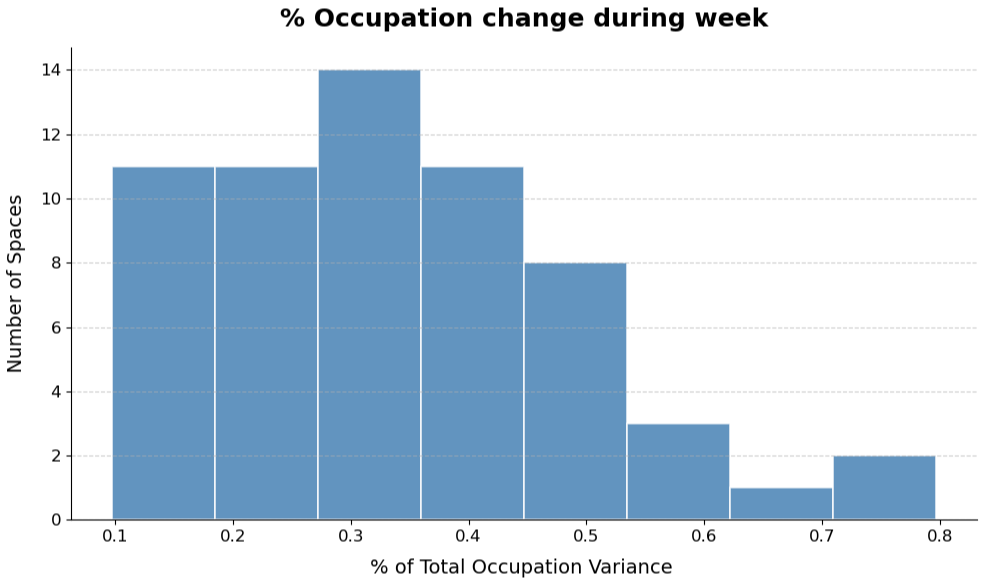 % Occupation change during week
14
12
10
8
6
4
2
0
Number of Spaces
0.1 0.2 0.3 0.4 0.5 0.6 0.7 0.8
% of Total Occupation Variance